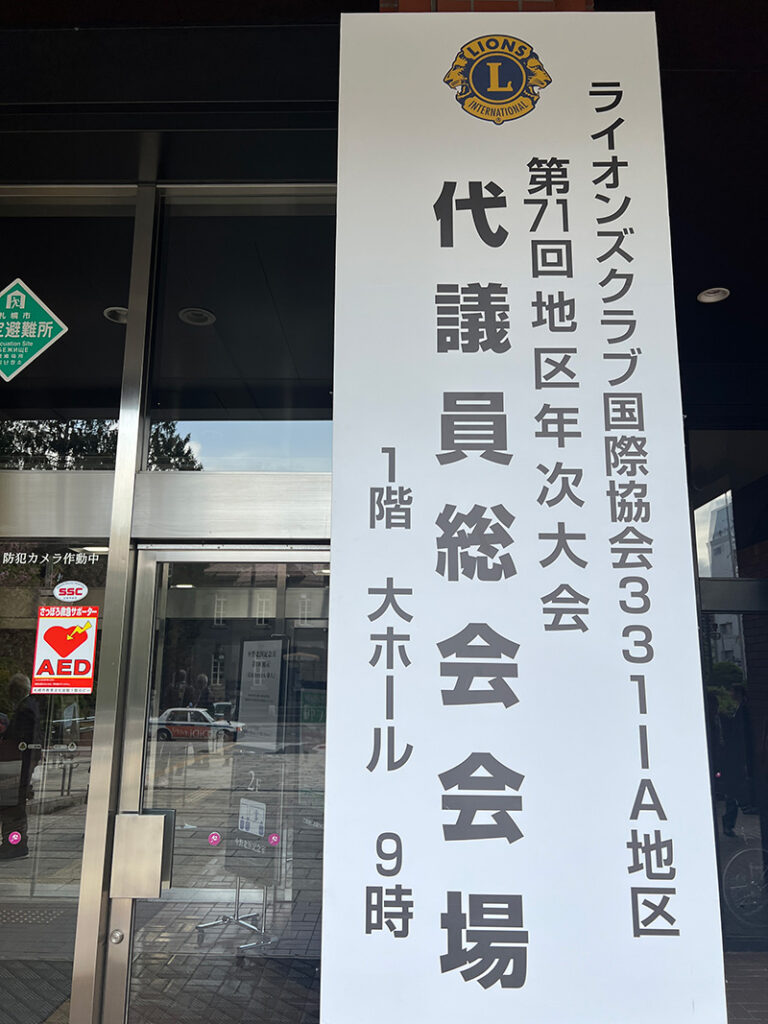 LIONS
L
INTERNATIONAL
ライオンズクラブ国際協会331-A地区
第71回地区年次大会
代議員総会会場
1階 大ホール 9時
札幌市
避難所
防犯カメラ作動中
SSC
さっぽろ救急サポーター
AED